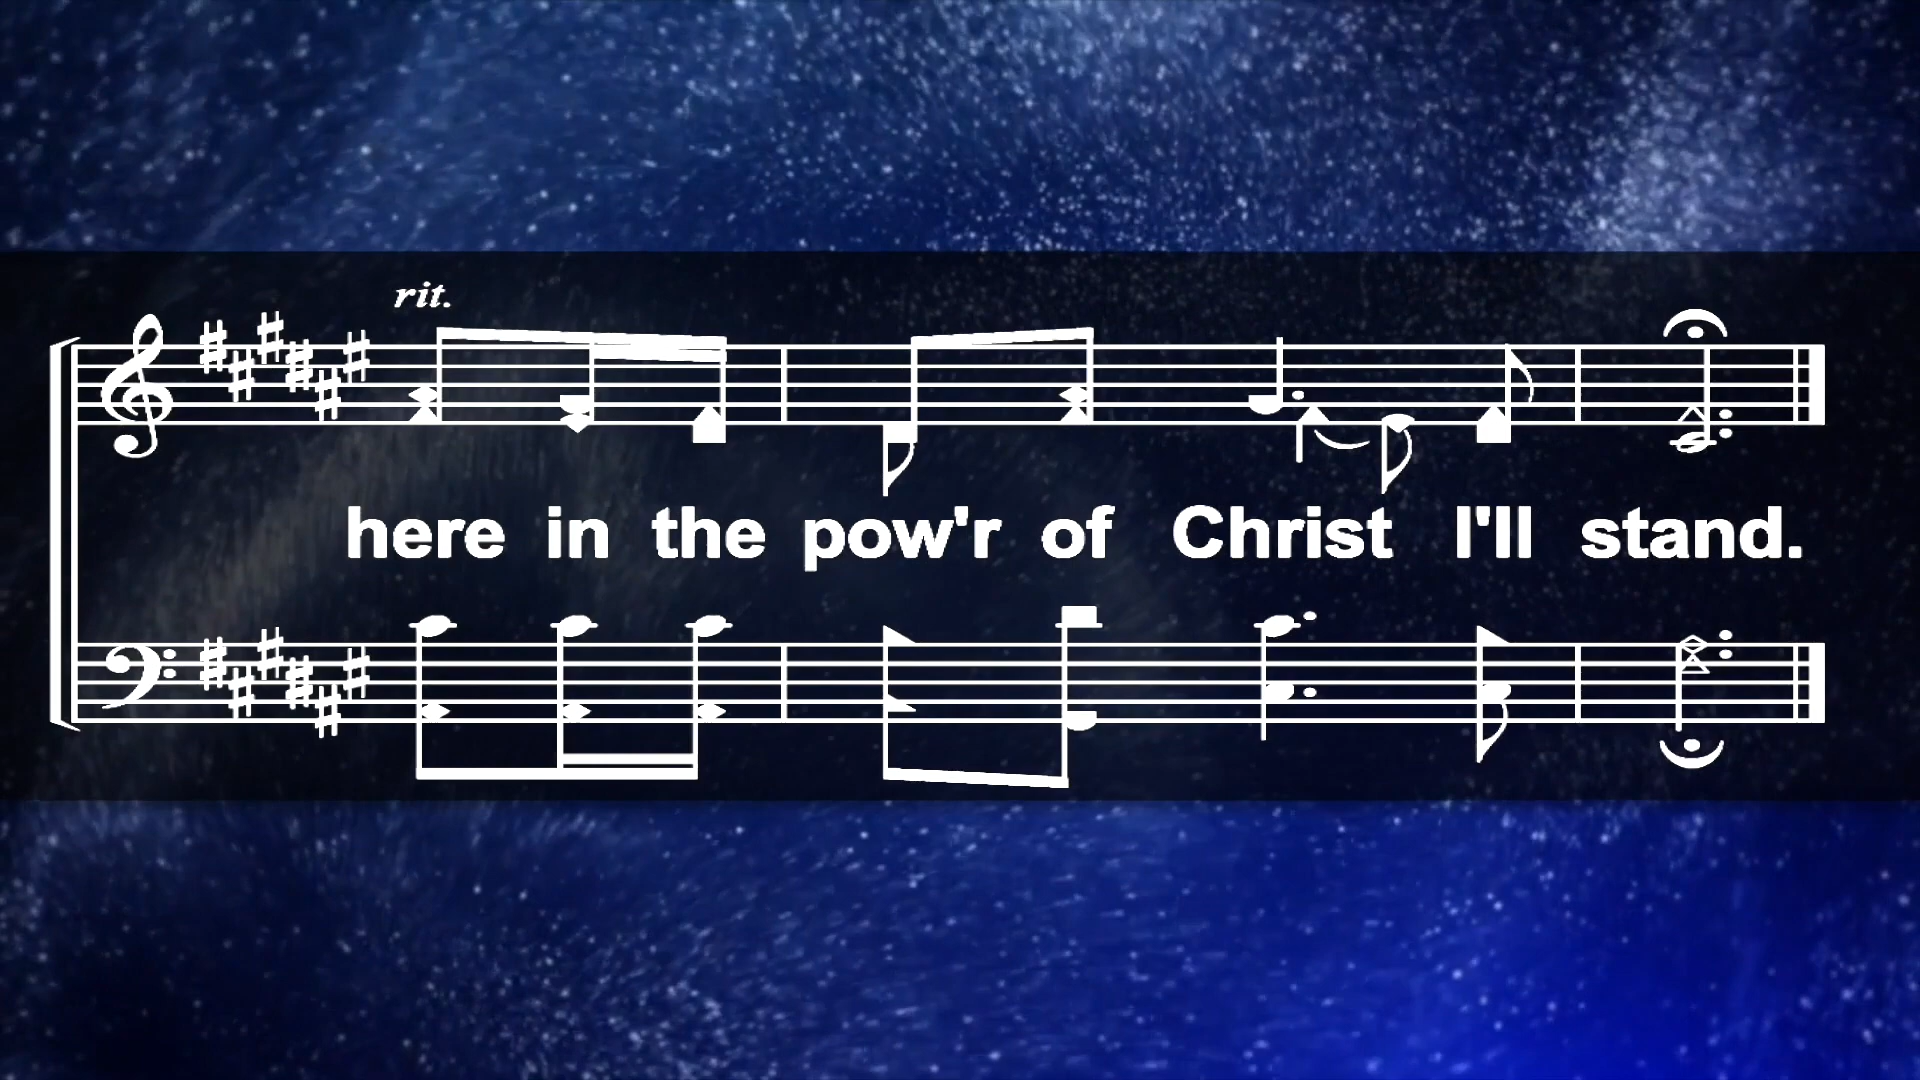 rit.
here in the pow'r of Christ I'll stand.